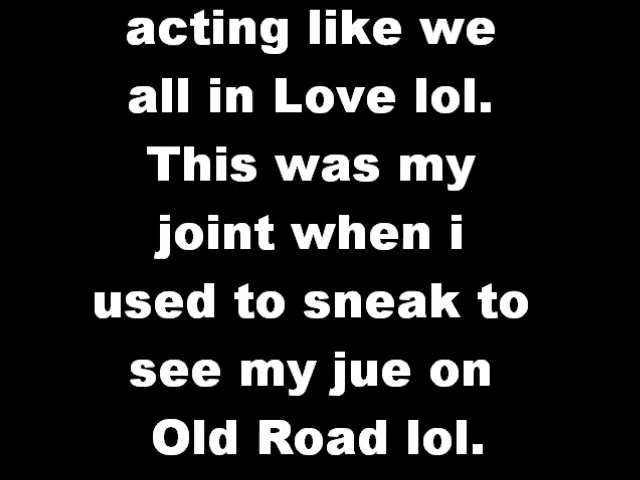 acting like we
all in Love lol.
This was my
joint when i
used to sneak to
see my jue on
Old Road lol.